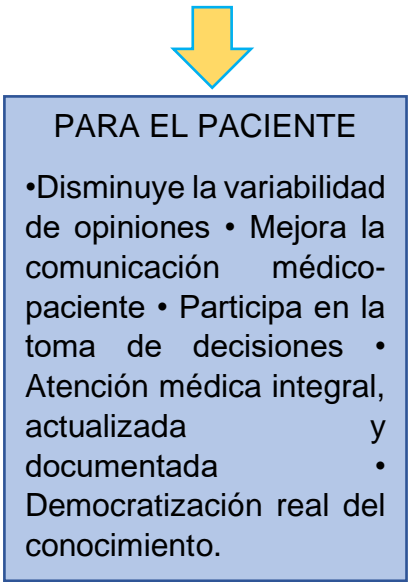 PARA EL PACIENTE
•Disminuye la variabilidad
de opiniones • Mejora la
comunicación médico-
paciente • Participa en la
toma de decisiones •
Atención médica integral,
actualizada y
documentada •
Democratización real del
conocimiento.